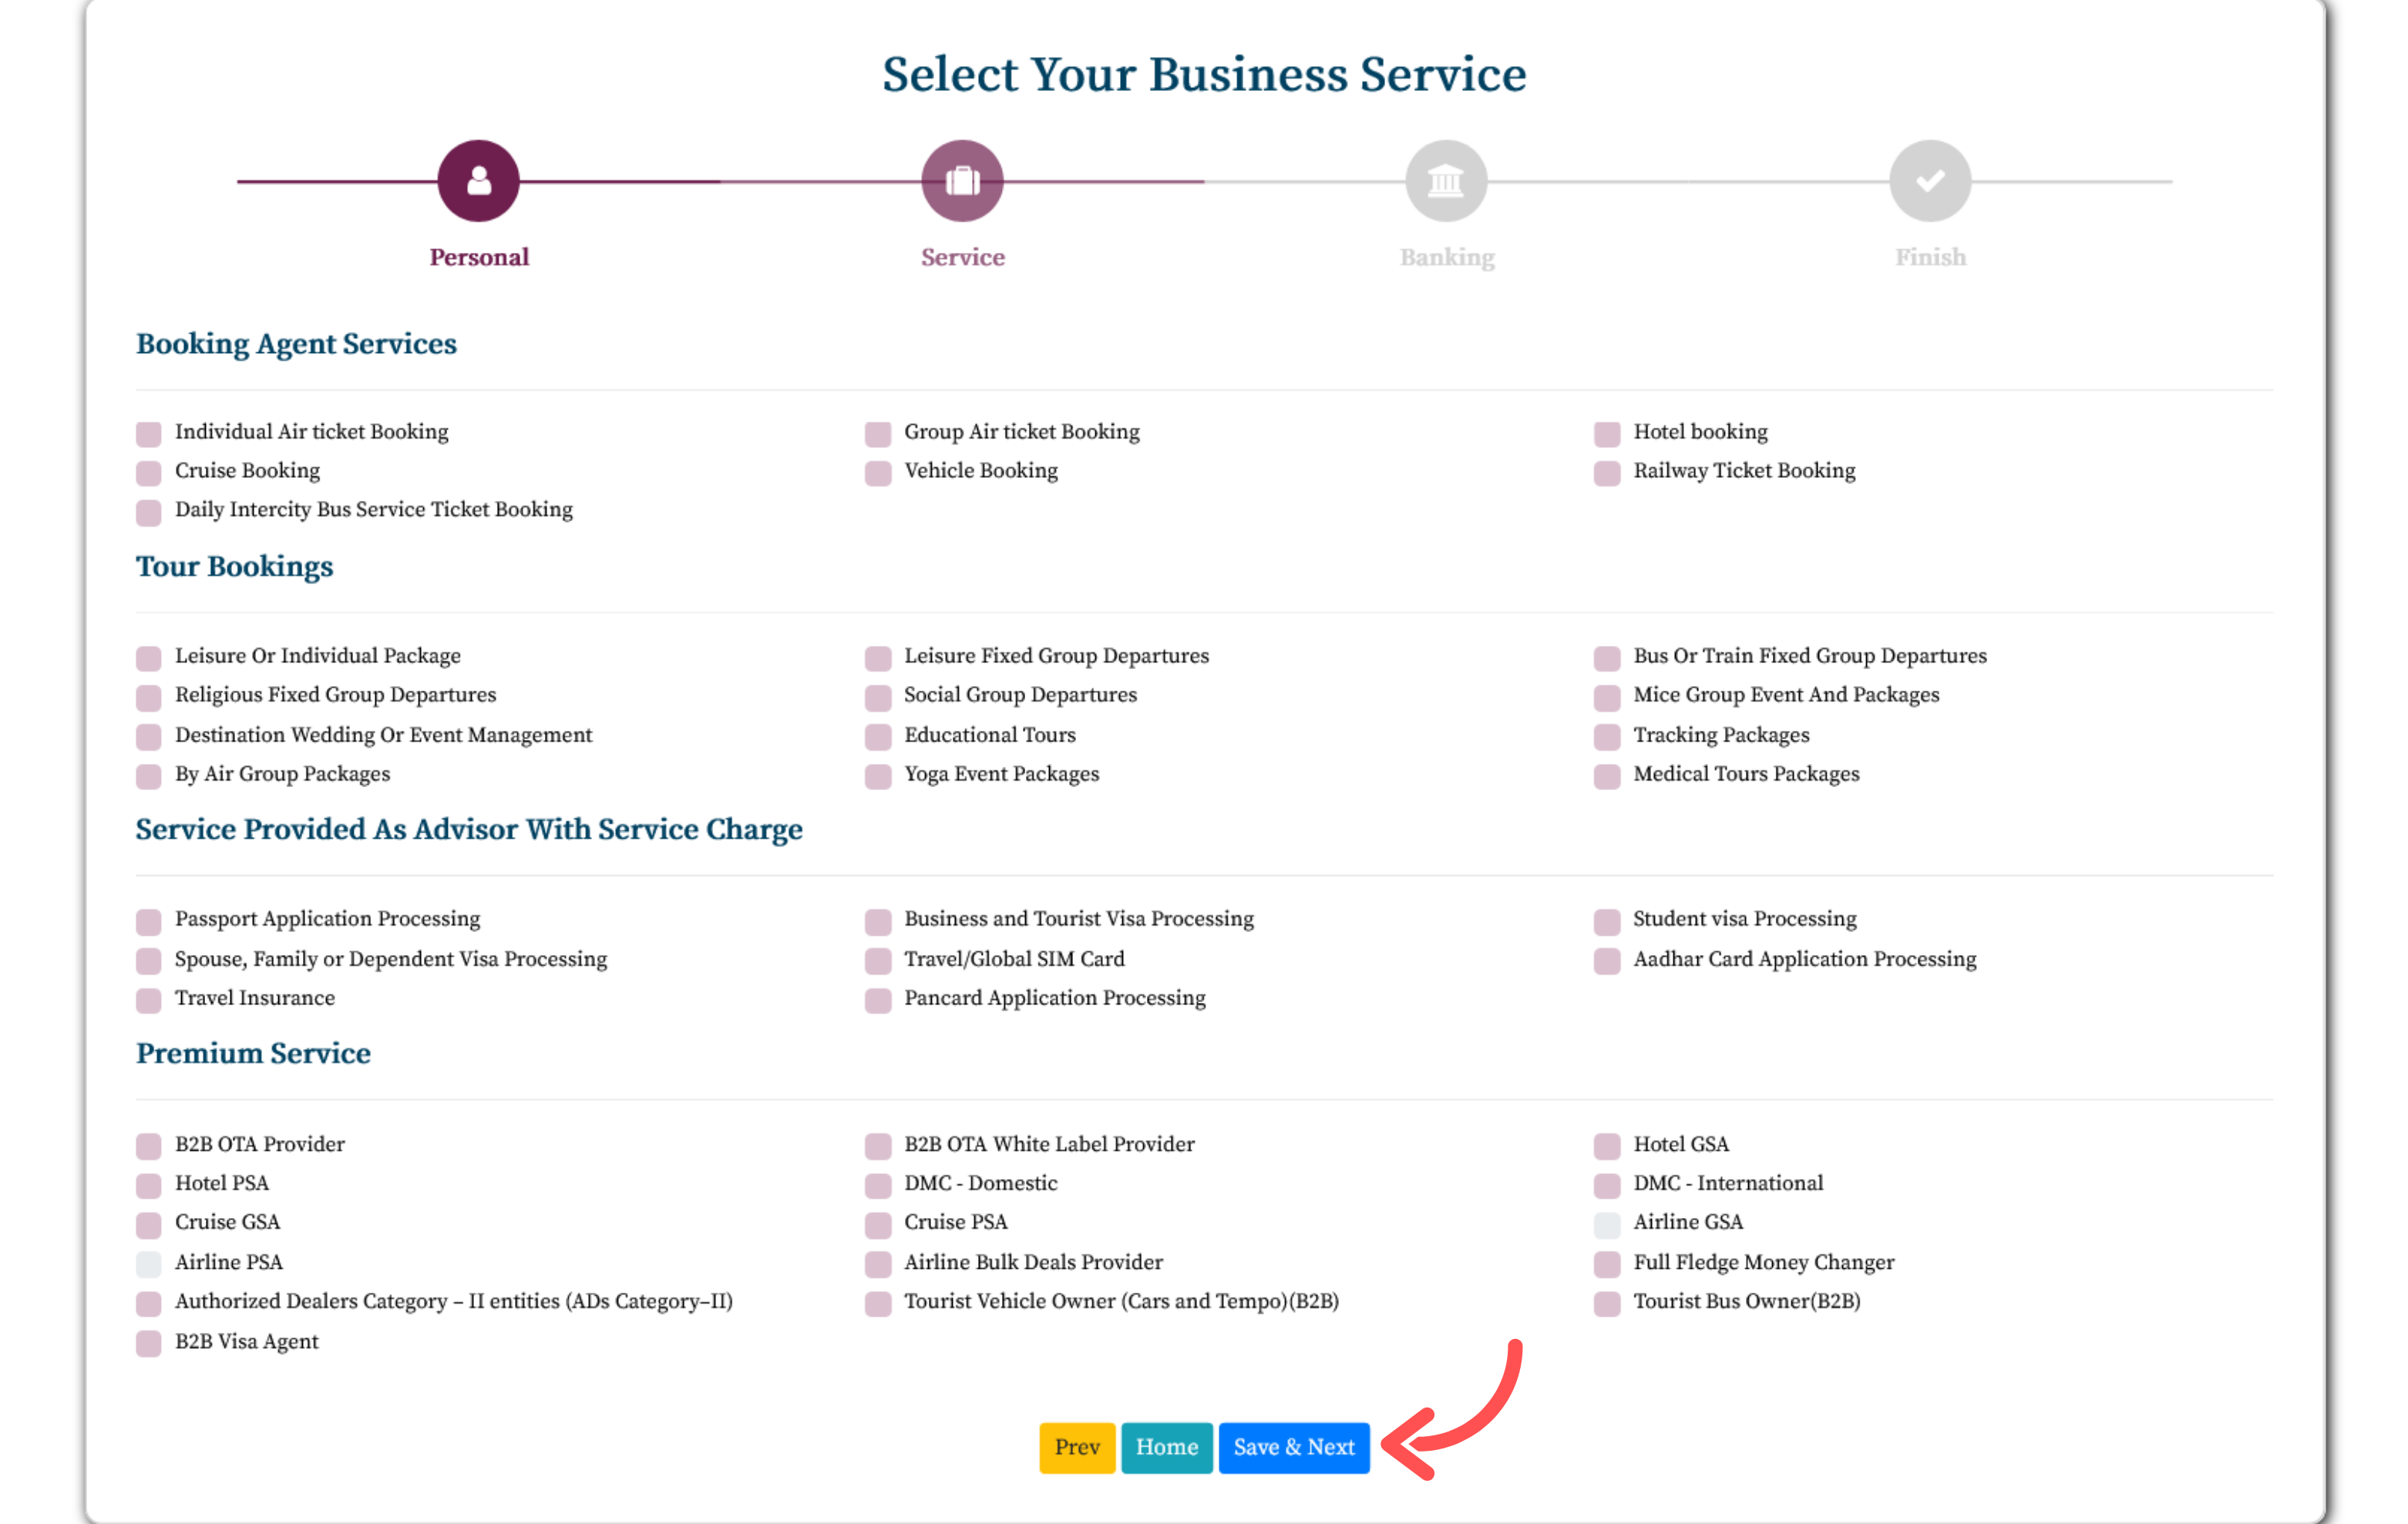 Select Your Business Service
Personal Service Banking Finish
Booking Agent Services
Individual Air ticket Booking Group Air ticket Booking Hotel booking
Cruise Booking Vehicle Booking Railway Ticket Booking
Daily Intercity Bus Service Ticket Booking
Tour Bookings
Leisure Or Individual Package Leisure Fixed Group Departures Bus Or Train Fixed Group Departures
Religious Fixed Group Departures Social Group Departures Mice Group Event And Packages
Destination Wedding Or Event Management Educational Tours Tracking Packages
By Air Group Packages Yoga Event Packages Medical Tours Packages
Service Provided As Advisor With Service Charge
Passport Application Processing Business and Tourist Visa Processing Student visa Processing
Spouse, Family or Dependent Visa Processing Travel/Global SIM Card Aadhar Card Application Processing
Travel Insurance Pancard Application Processing
Premium Service
B2B OTA Provider B2B OTA White Label Provider Hotel GSA
Hotel PSA DMC - Domestic DMC - International
Cruise GSA Cruise PSA Airline GSA
Airline PSA Airline Bulk Deals Provider Full Fledge Money Changer
Authorized Dealers Category – II entities (ADs Category–II) Tourist Vehicle Owner (Cars and Tempo)(B2B) Tourist Bus Owner(B2B)
B2B Visa Agent
Prev Home Save & Next